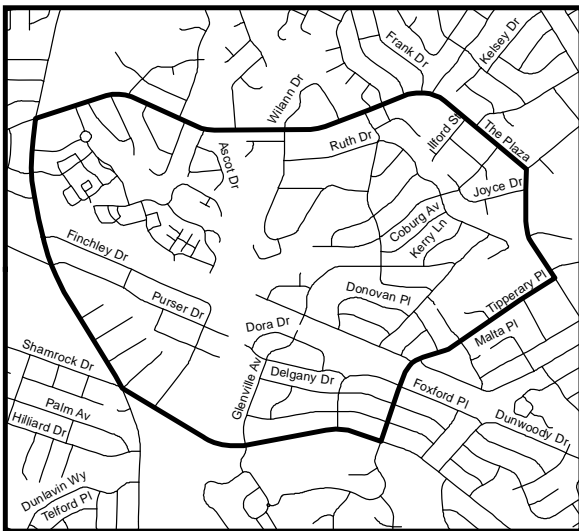 Frank Dr
Kelsey Dr
Wilann Dr
Ilford St
The Plaza
Ruth Dr
Ascot Dr
Joyce Dr
Coburg Av
Kerry Ln
Finchley Dr
Purser Dr
Donovan Pl
Tipperary Pl
Dora Dr
Malta Pl
Shamrock Dr
Glenville Av
Delgany Dr
Foxford Pl
Palm Av
Hilliard Dr
Dunwoody Dr
Dunlavin Wy
Telford Pl